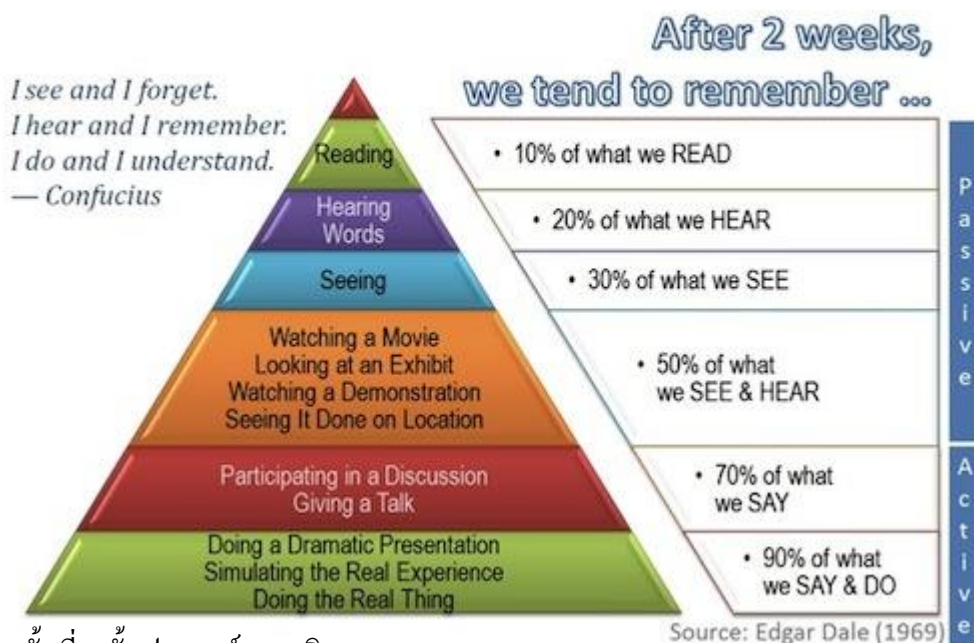 After 2 weeks,
we tend to remember ...
I see and I forget.
I hear and I remember.
I do and I understand.
— Confucius
Reading
• 10% of what we READ
Hearing
Words
• 20% of what we HEAR
Seeing
• 30% of what we SEE
Watching a Movie
Looking at an Exhibit
Watching a Demonstration
Seeing It Done on Location
• 50% of what
we SEE & HEAR
Participating in a Discussion
Giving a Talk
• 70% of what
we SAY
Doing a Dramatic Presentation
Simulating the Real Experience
Doing the Real Thing
• 90% of what
we SAY & DO
Passive
Active
Source: Edgar Dale (1969)